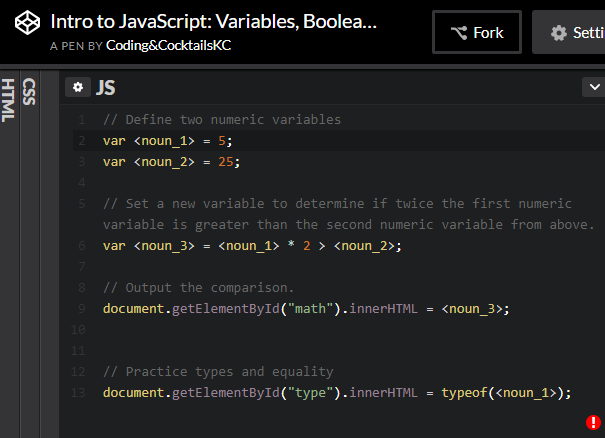 Intro to JavaScript: Variables, Boolea...
A PEN BY Coding&CocktailsKC
Fork
Setti
HTML
CSS
JS
1 // Define two numeric variables
2 var <noun_1> = 5;
3 var <noun_2> = 25;
4
5 // Set a new variable to determine if twice the first numeric
variable is greater than the second numeric variable from above.
6 var <noun_3> = <noun_1> * 2 > <noun_2>;
7
8 // Output the comparison.
9 document.getElementById("math").innerHTML = <noun_3>;
10
11
12 // Practice types and equality
13 document.getElementById("type").innerHTML = typeof(<noun_1>);